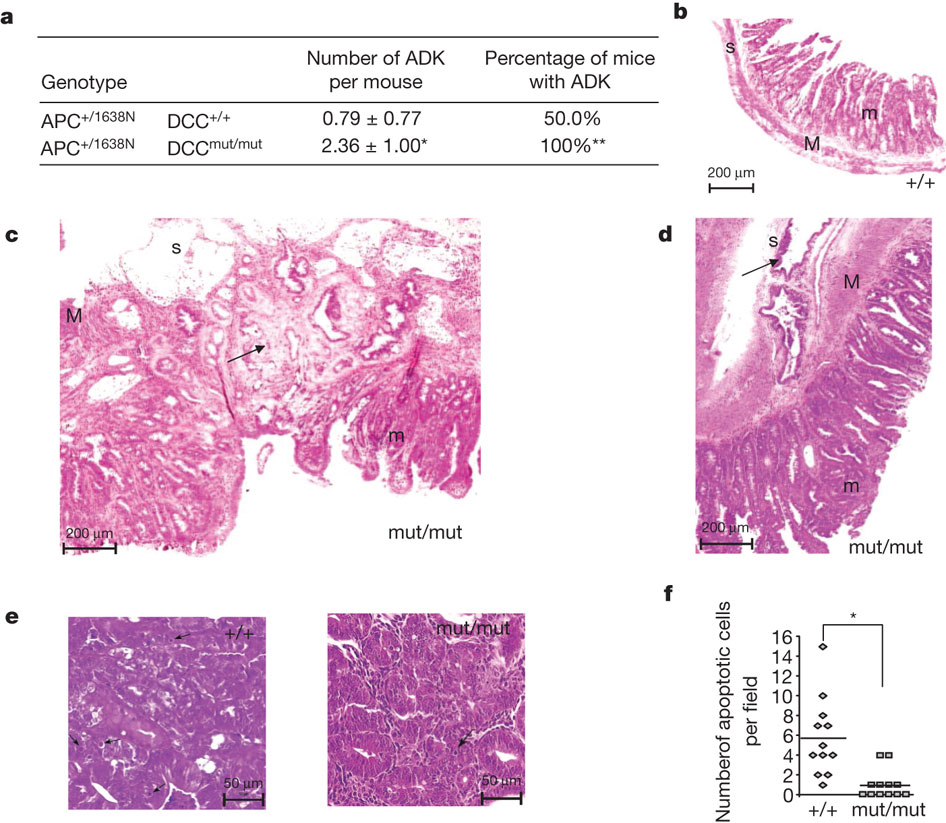 a
Number of ADK per mouse
Percentage of mice with ADK
Genotype
APC+/1638N DCC+/+ 0.79 ± 0.77 50.0%
APC+/1638N DCCmut/mut 2.36 ± 1.00* 100%**
b
s
m
M
200 μm
+/+
c
s
M
m
200 μm
mut/mut
d
s
M
m
200 μm
mut/mut
e
+/+
50 μm
mut/mut
50 μm
f
*
Numberof apoptotic cells
per field
16
14
12
10
8
6
4
2
0
+/+ mut/mut